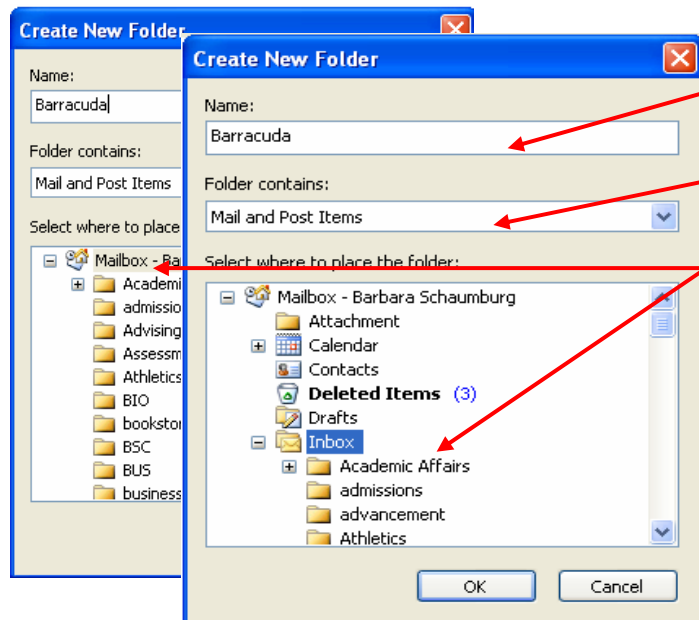 Create New Folder
Name:
Barracuda
Folder contains:
Mail and Post Items
Select where to place
Mailbox - Ba
Academi
admissio
Advising
Assessm
Athletics
BIO
bookstor
BSC
BUS
business
Create New Folder
Name:
Barracuda
Folder contains:
Mail and Post Items
Select where to place the folder:
Mailbox - Barbara Schaumburg
Attachment
Calendar
Contacts
Deleted Items (3)
Drafts
Inbox
Academic Affairs
admissions
advancement
Athletics
OK Cancel